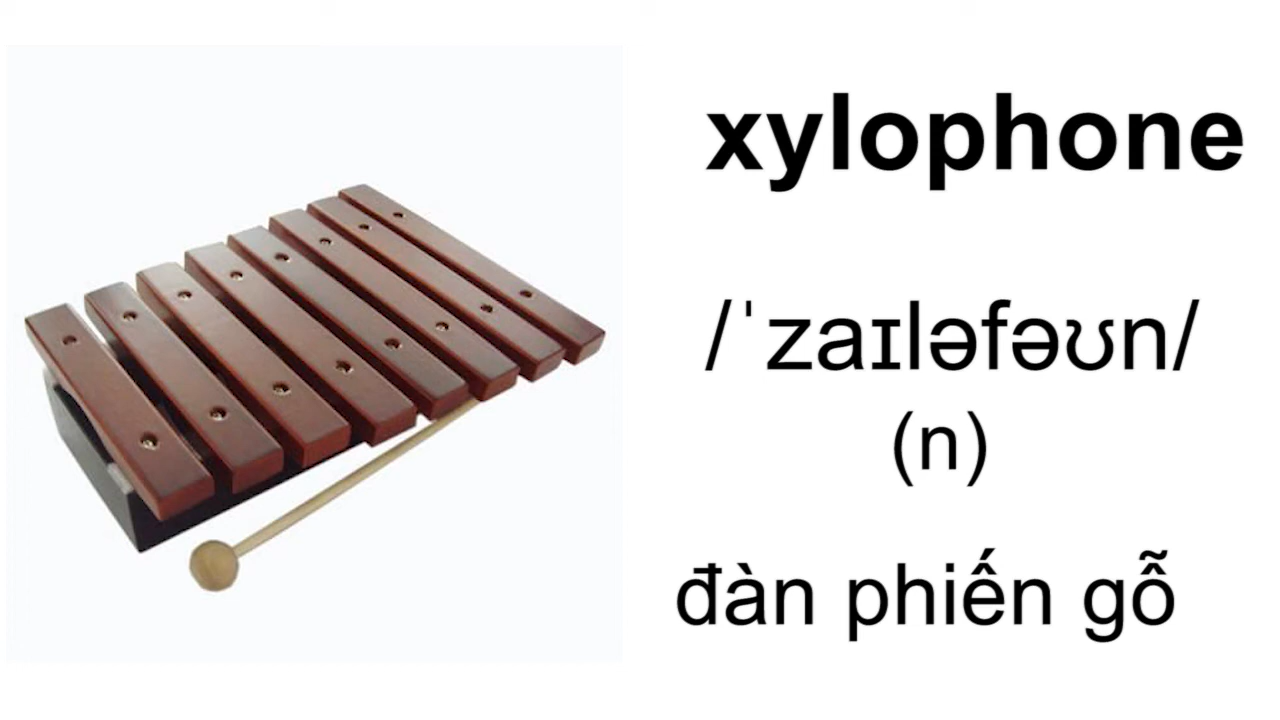 xylophone
/ˈzaɪləfəʊn/
(n)
đàn phiến gỗ